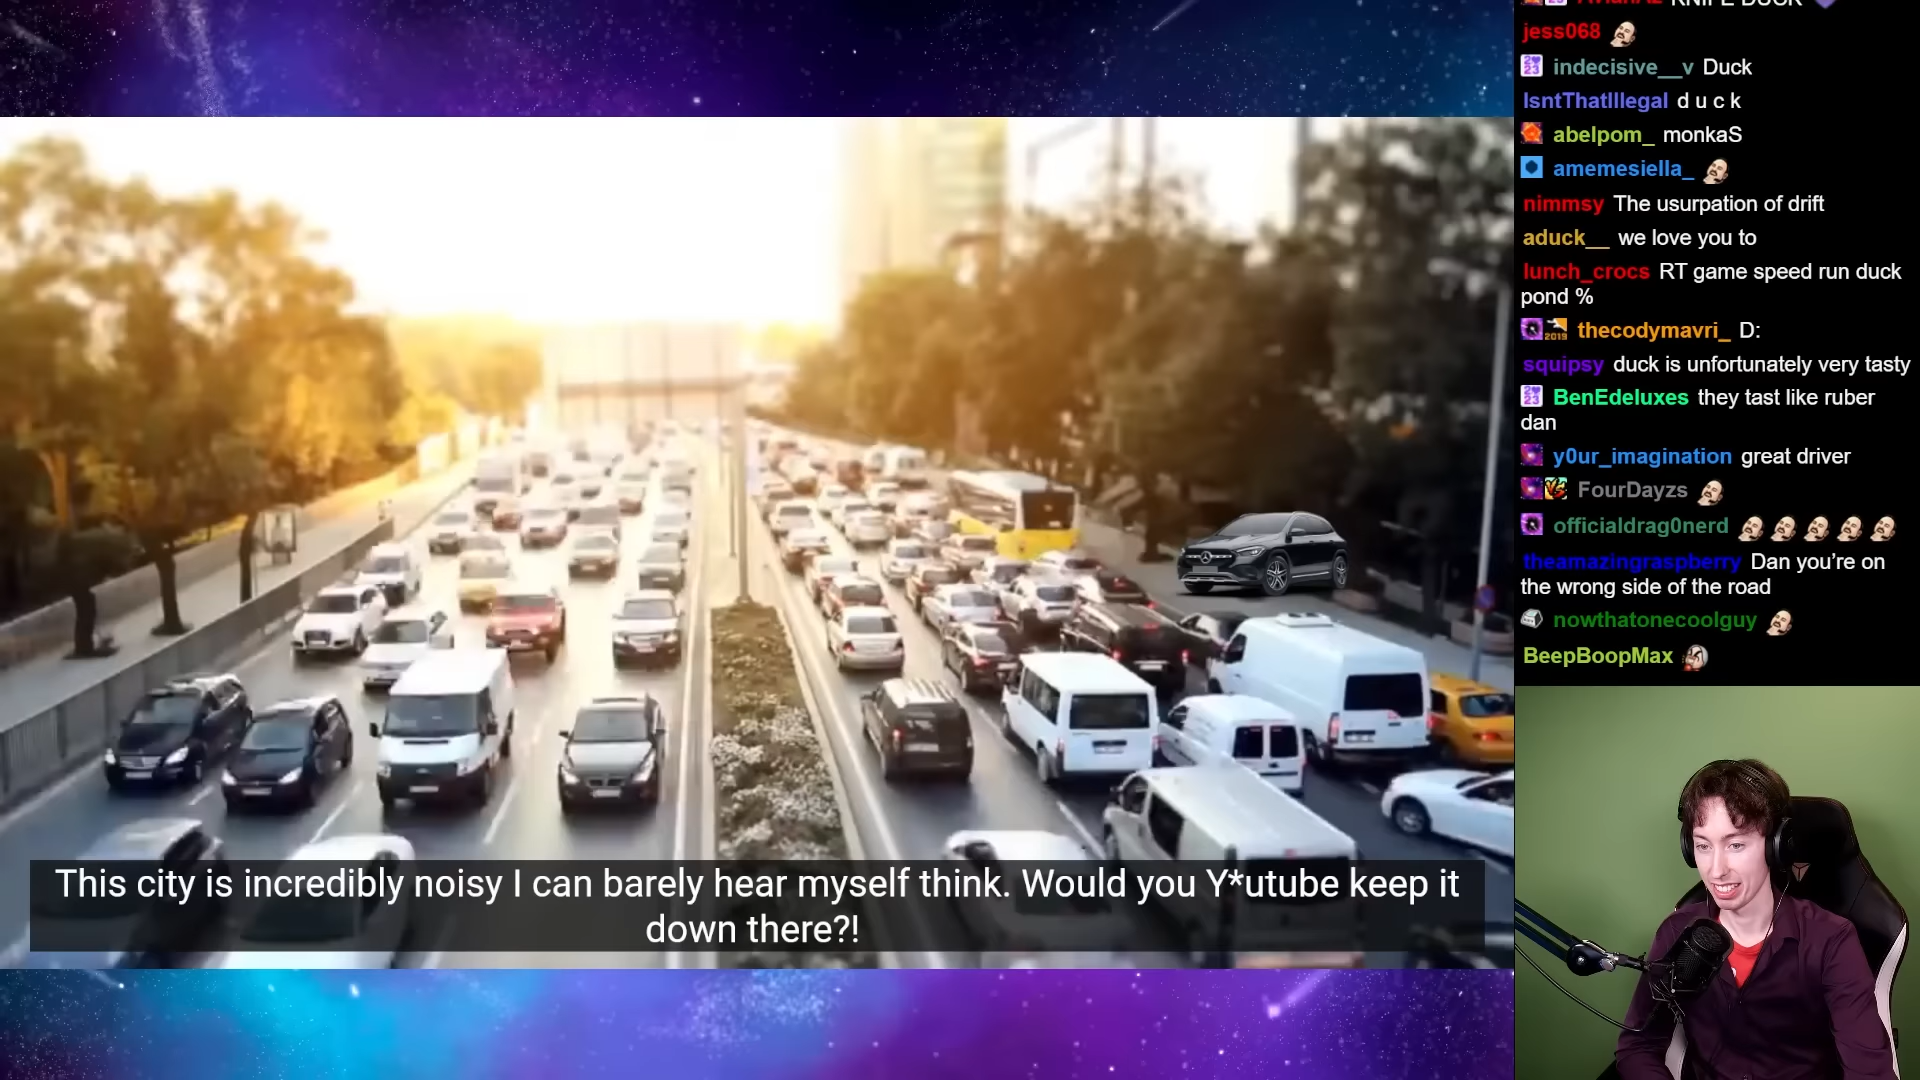 This city is incredibly noisy I can barely hear myself think. Would you Y*utube keep it
down there?!
KNIFE DUCK
jess068
indecisive__v Duck
IsntThatIllegal d u c k
abelpom_ monkaS
amemesiella_
nimmsy The usurpation of drift
aduck__ we love you to
lunch_crocs RT game speed run duck
pond %
thecodymavri_ D:
squipsy duck is unfortunately very tasty
BenEdeluxes they tast like ruber
dan
y0ur_imagination great driver
FourDayzs
officialdrag0nerd
theamazingraspberry Dan you're on
the wrong side of the road
nowthatonecoolguy
BeepBoopMax